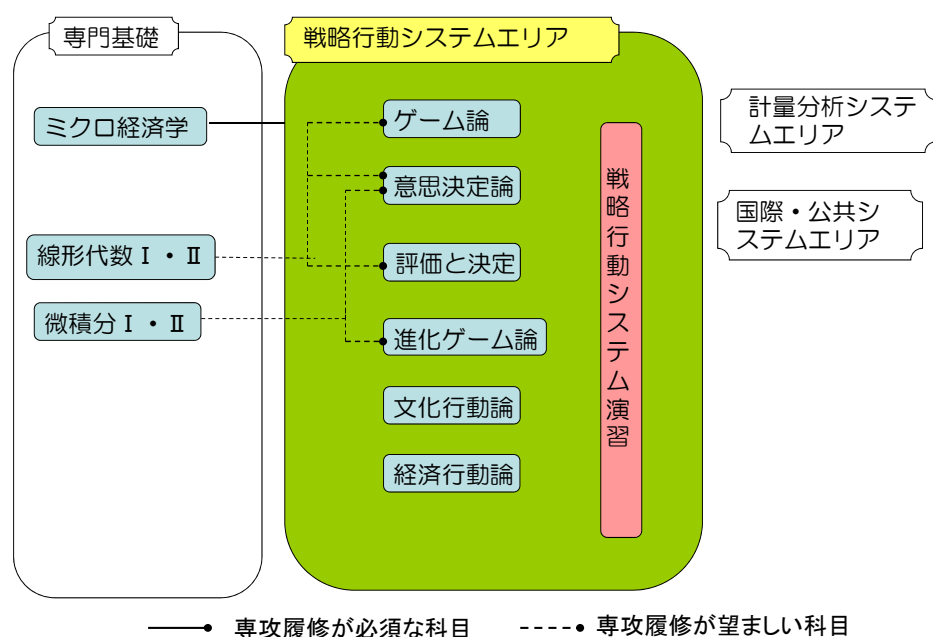 専門基礎
ミクロ経済学
線形代数Ⅰ・Ⅱ
微積分Ⅰ・Ⅱ
戦略行動システムエリア
ゲーム論
意思決定論
評価と決定
進化ゲーム論
文化行動論
経済行動論
戦略行動システム演習
計量分析システ
ムエリア
国際・公共シ
ステムエリア
専攻履修が必須な科目
専攻履修が望ましい科目